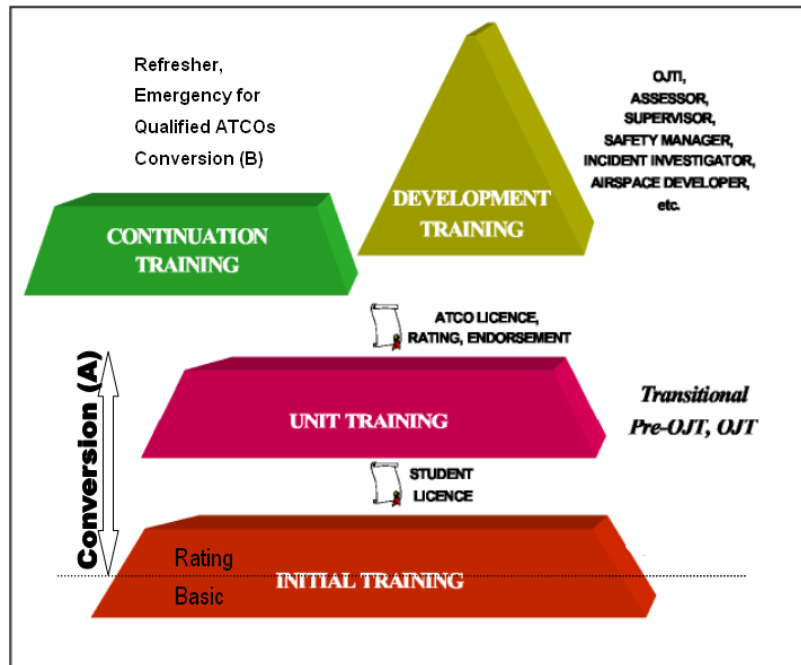 Refresher,
Emergency for
Qualified ATCOs
Conversion (B)
OJTI,
ASSESSOR,
SUPERVISOR,
SAFETY MANAGER,
INCIDENT INVESTIGATOR,
AIRSPACE DEVELOPER,
etc.
DEVELOPMENT
TRAINING
CONTINUATION
TRAINING
ATCO LICENCE,
RATING, ENDORSEMENT
Conversion (A)
UNIT TRAINING
Transitional
Pre-OJT, OJT
STUDENT
LICENCE
Rating
INITIAL TRAINING
Basic